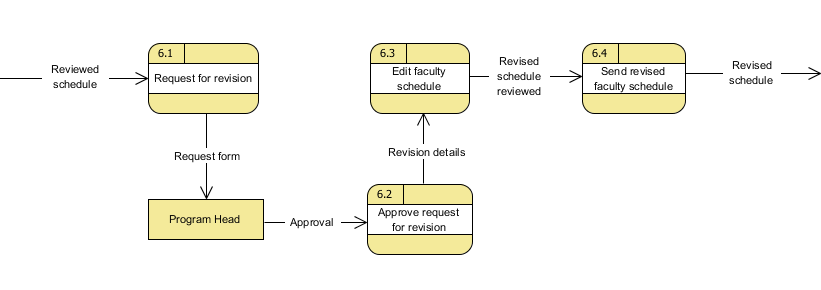 Reviewed
schedule
6.1
Request for revision
Request form
Program Head
Approval
6.2
Approve request
for revision
Revision details
6.3
Edit faculty
schedule
Revised
schedule
reviewed
6.4
Send revised
faculty schedule
Revised
schedule